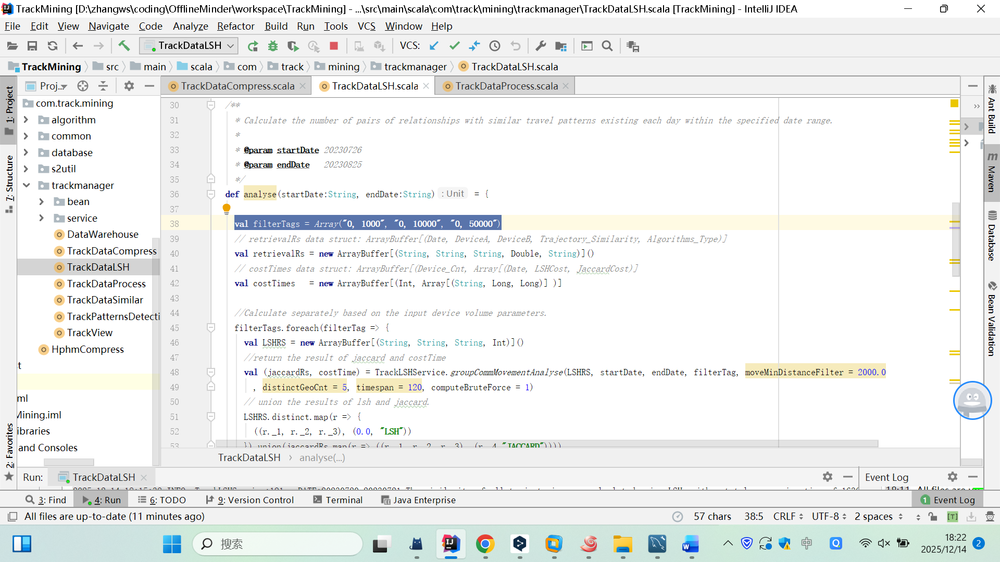 TrackMining [D:\zhangws\coding\OfflineMinder\workspace\TrackMining] - ...\src\main\scala\com\track\mining\trackmanager\TrackDataLSH.scala [TrackMining] - IntelliJ IDEA
File Edit View Navigate Code Analyze Refactor Build Run Tools VCS Window Help
TrackDataLSH VCS:
TrackMining src main scala com track mining trackmanager TrackDataLSH.scala
Proj... TrackDataCompress.scala TrackDataLSH.scala TrackDataProcess.scala
1: Project
7: Structure
2: Favorites
com.track.mining
algorithm
common
database
s2util
trackmanager
bean
service
DataWarehouse
TrackDataCompress
TrackDataLSH
TrackDataProcess
TrackDataSimilar
TrackPatternsDetecti
TrackView
HphmCompress
t
ml
Mining.iml
ibraries
and Consoles
30 /**
31 * Calculate the number of pairs of relationships with similar travel patterns existing each day within the specified date range.
32 *
33 * @param startDate 20230726
34 * @param endDate 20230825
35 */
36 def analyse(startDate:String, endDate:String) : Unit = {
37
38 val filterTags = Array("0, 1000", "0, 10000", "0, 50000")
39 // retrievalRs data struct: ArrayBuffer[(Date, DeviceA, DeviceB, Trajectory_Similarity, Algorithms_Type)]
40 val retrievalRs = new ArrayBuffer[(String, String, String, Double, String)]()
41 // costTimes data struct: ArrayBuffer[(Device_Cnt, Array[(Date, LSHCost, JaccardCost)]
42 val costTimes = new ArrayBuffer[(Int, Array[(String, Long, Long)] )]
43
44 //Calculate separately based on the input device volume parameters.
45 filterTags.foreach(filterTag => {
46 val LSHRS = new ArrayBuffer[(String, String, String, Int)]()
47 //return the result of jaccard and costTime
48 val (jaccardRs, costTime) = TrackLSHService.groupCommMovementAnalyse(LSHRS, startDate, endDate, filterTag, moveMinDistanceFilter = 2000.0
49 , distinctGeoCnt = 5, timespan = 120, computeBruteForce = 1)
50 // union the results of lsh and jaccard.
51 LSHRS.distinct.map(r => {
52 ((r._1, r._2, r._3), (0.0, "LSH"))
53 }).union(jaccardRs.map(r => ((r._1, r._2, r._3), (r._4,"JACCARD"))))
TrackDataLSH › analyse(...)
Ant Build
Maven
Database
Bean Validation
Run: TrackDataLSH Event Log
3: Find 4: Run 6: TODO 9: Version Control Terminal Java Enterprise 1 Event Log
All files are up-to-date (11 minutes ago) 57 chars 38:5 CRLF UTF-8 2 spaces [T]
搜索 中 18:22
2025/12/14 2